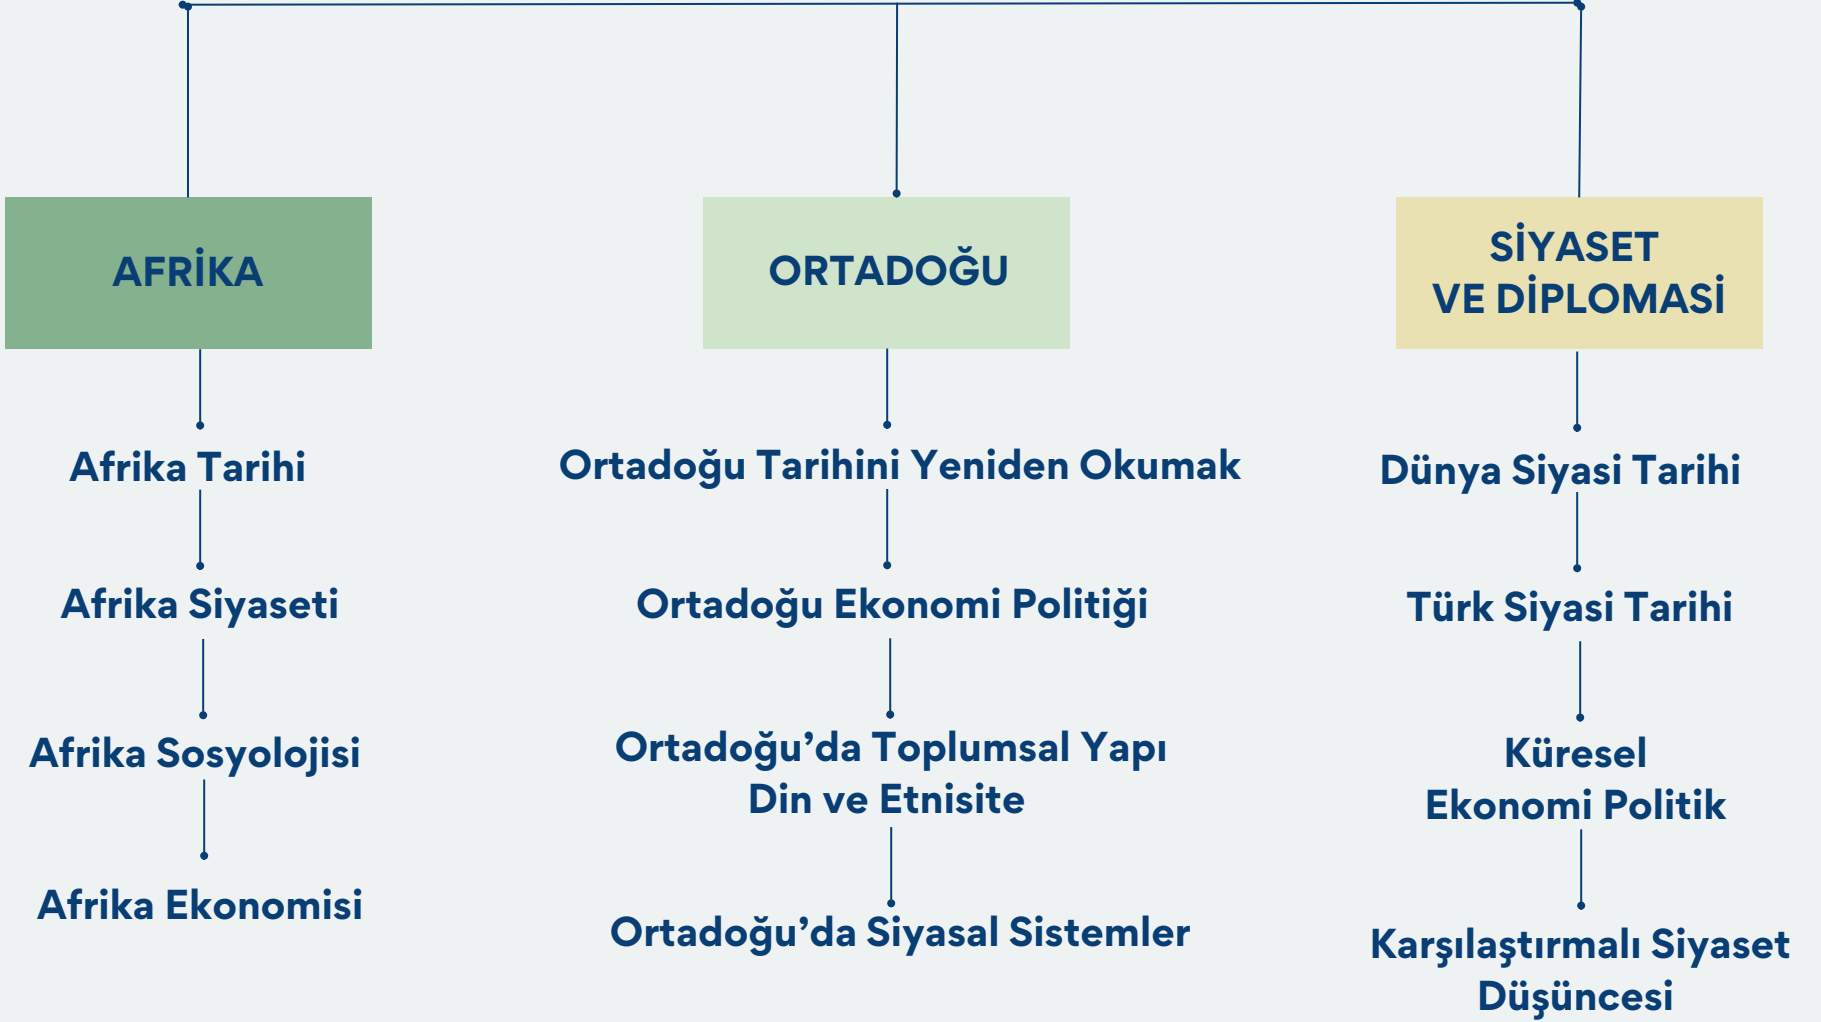 AFRİKA
Afrika Tarihi
Afrika Siyaseti
Afrika Sosyolojisi
Afrika Ekonomisi
ORTADOĞU
Ortadoğu Tarihini Yeniden Okumak
Ortadoğu Ekonomi Politiği
Ortadoğu’da Toplumsal Yapı
Din ve Etnisite
Ortadoğu’da Siyasal Sistemler
SİYASET
VE DİPLOMASİ
Dünya Siyasi Tarihi
Türk Siyasi Tarihi
Küresel
Ekonomi Politik
Karşılaştırmalı Siyaset
Düşüncesi